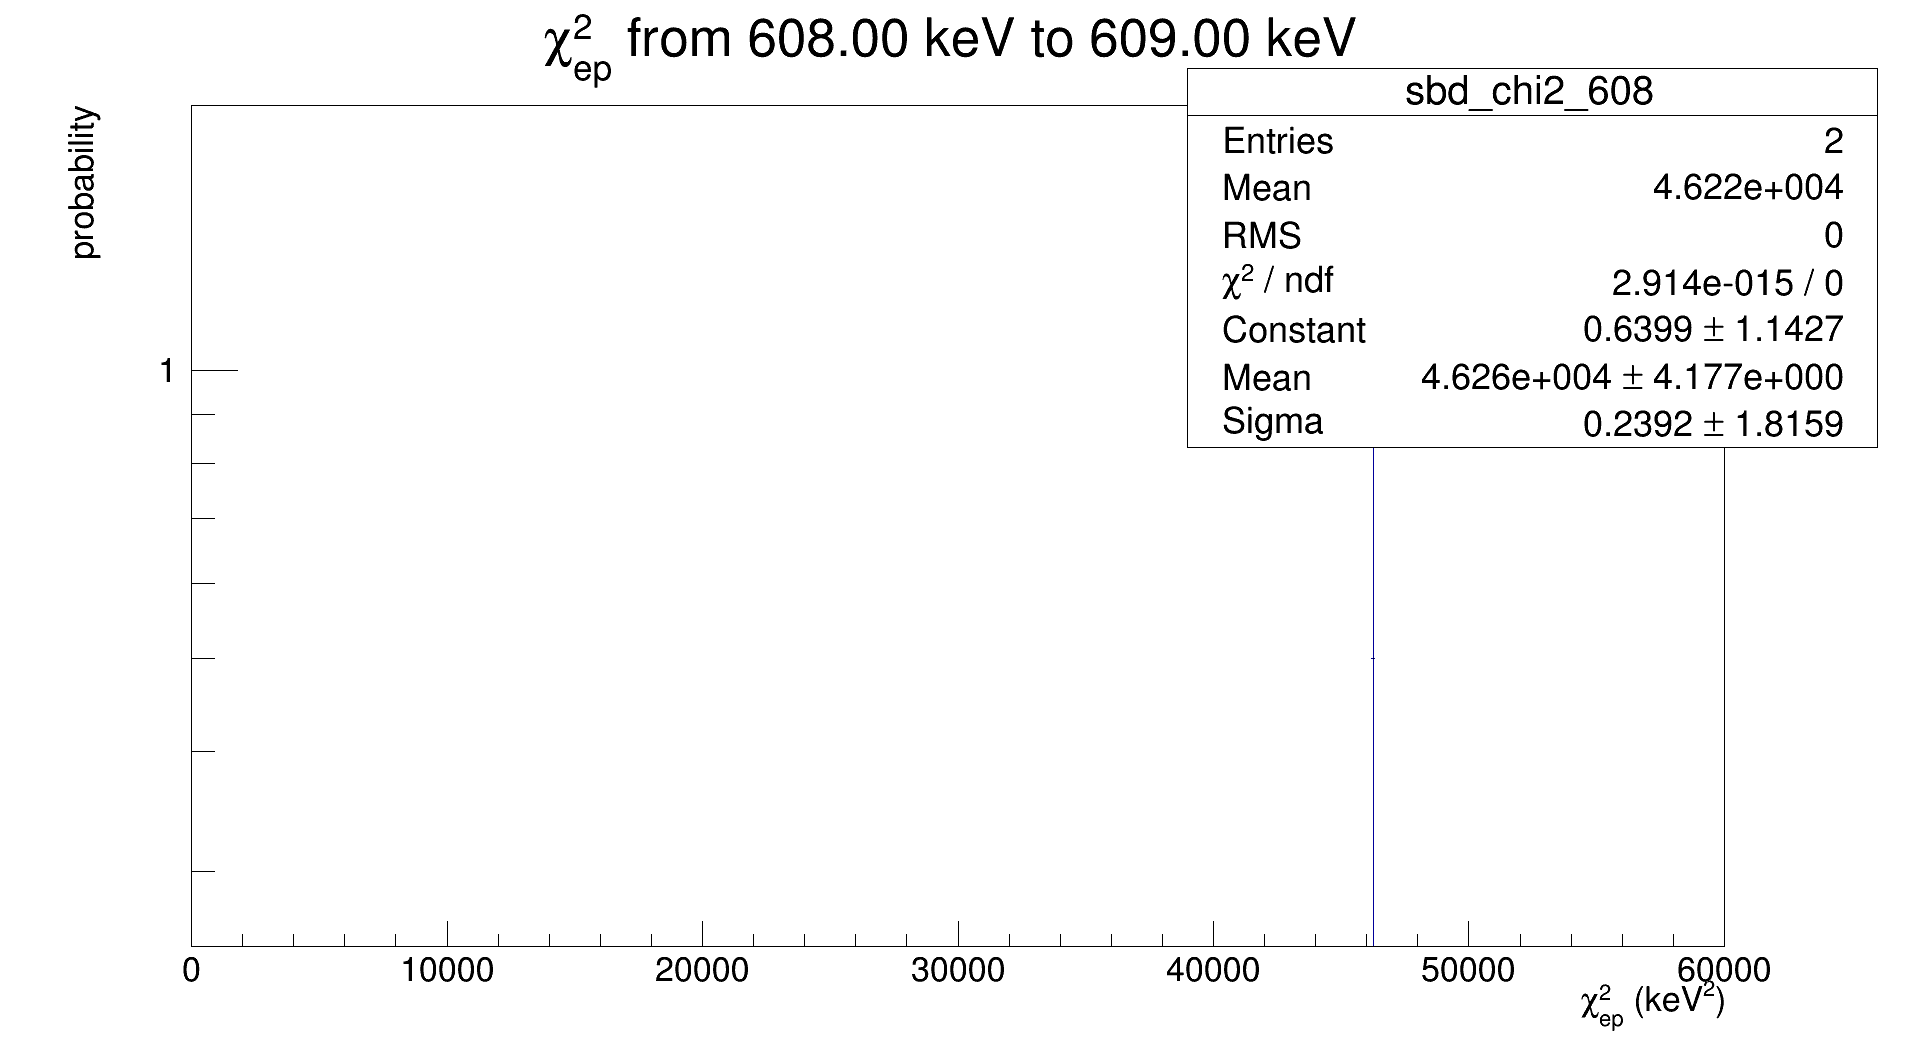 χ²ep from 608.00 keV to 609.00 keV
probability
sbd_chi2_608
Entries 2
Mean 4.622e+004
RMS 0
χ² / ndf 2.914e-015 / 0
Constant 0.6399 ± 1.1427
Mean 4.626e+004 ± 4.177e+000
Sigma 0.2392 ± 1.8159
1
0 10000 20000 30000 40000 50000 60000
χ²ep (keV²)